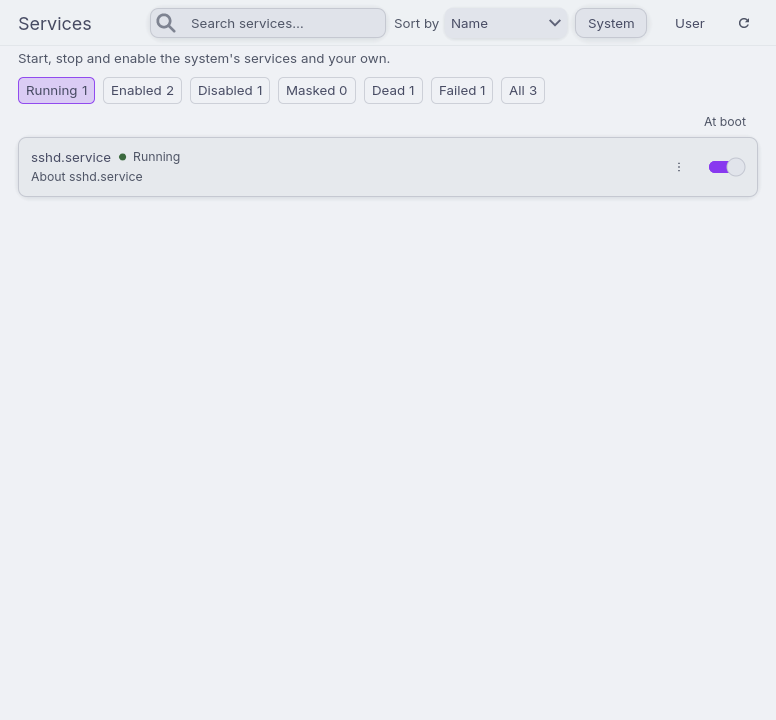 Services
Search services...
Sort by
Name
System
User
Start, stop and enable the system's services and your own.
Running 1
Enabled 2
Disabled 1
Masked 0
Dead 1
Failed 1
All 3
At boot
sshd.service
Running
About sshd.service